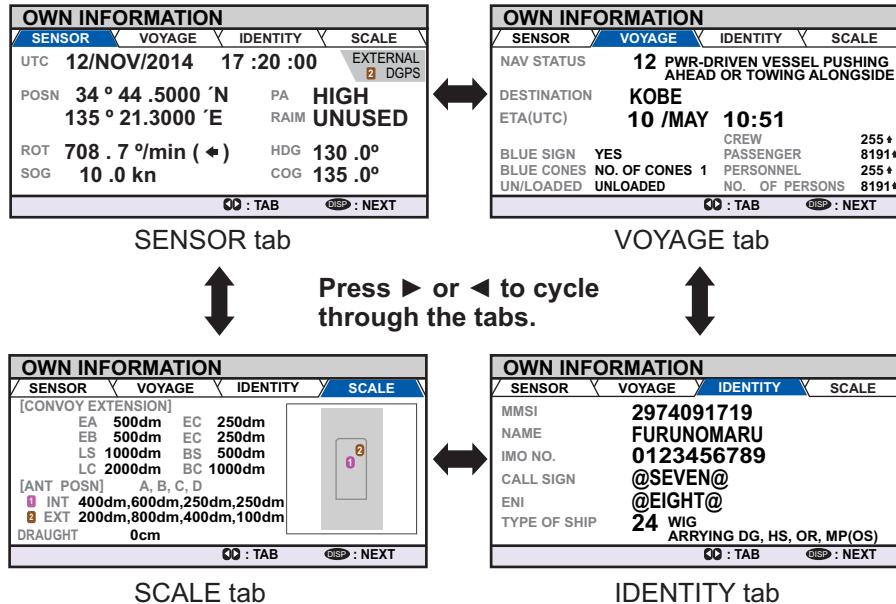 OWN INFORMATION
SENSOR VOYAGE IDENTITY SCALE
UTC 12/NOV/2014 17 :20 :00 EXTERNAL
2 DGPS
POSN 34 º 44 .5000 ´N PA HIGH
135 º 21.3000 ´E RAIM UNUSED
ROT 708 . 7 º/min ( ) HDG 130 .0º
SOG 10 .0 kn COG 135 .0º
: TAB DISP : NEXT
SENSOR tab
OWN INFORMATION
SENSOR VOYAGE IDENTITY SCALE
NAV STATUS 12 PWR-DRIVEN VESSEL PUSHING
AHEAD OR TOWING ALONGSIDE
DESTINATION KOBE
ETA(UTC) 10 /MAY 10:51
CREW 255
BLUE SIGN YES PASSENGER 8191
BLUE CONES NO. OF CONES 1 PERSONNEL 255
UN/LOADED UNLOADED NO. OF PERSONS 8191
: TAB DISP : NEXT
VOYAGE tab
Press ► or ◄ to cycle
through the tabs.
OWN INFORMATION
SENSOR VOYAGE IDENTITY SCALE
[CONVOY EXTENSION]
EA 500dm EC 250dm
EB 500dm EC 250dm
LS 1000dm BS 500dm
LC 2000dm BC 1000dm
[ANT POSN] A, B, C, D
1 INT 400dm,600dm,250dm,250dm
2 EXT 200dm,800dm,400dm,100dm
DRAUGHT 0cm
2
1
: TAB DISP : NEXT
SCALE tab
OWN INFORMATION
SENSOR VOYAGE IDENTITY SCALE
MMSI 2974091719
NAME FURUNOMARU
IMO NO. 0123456789
CALL SIGN @SEVEN@
ENI @EIGHT@
TYPE OF SHIP 24 WIG
ARRYING DG, HS, OR, MP(OS)
: TAB DISP : NEXT
IDENTITY tab